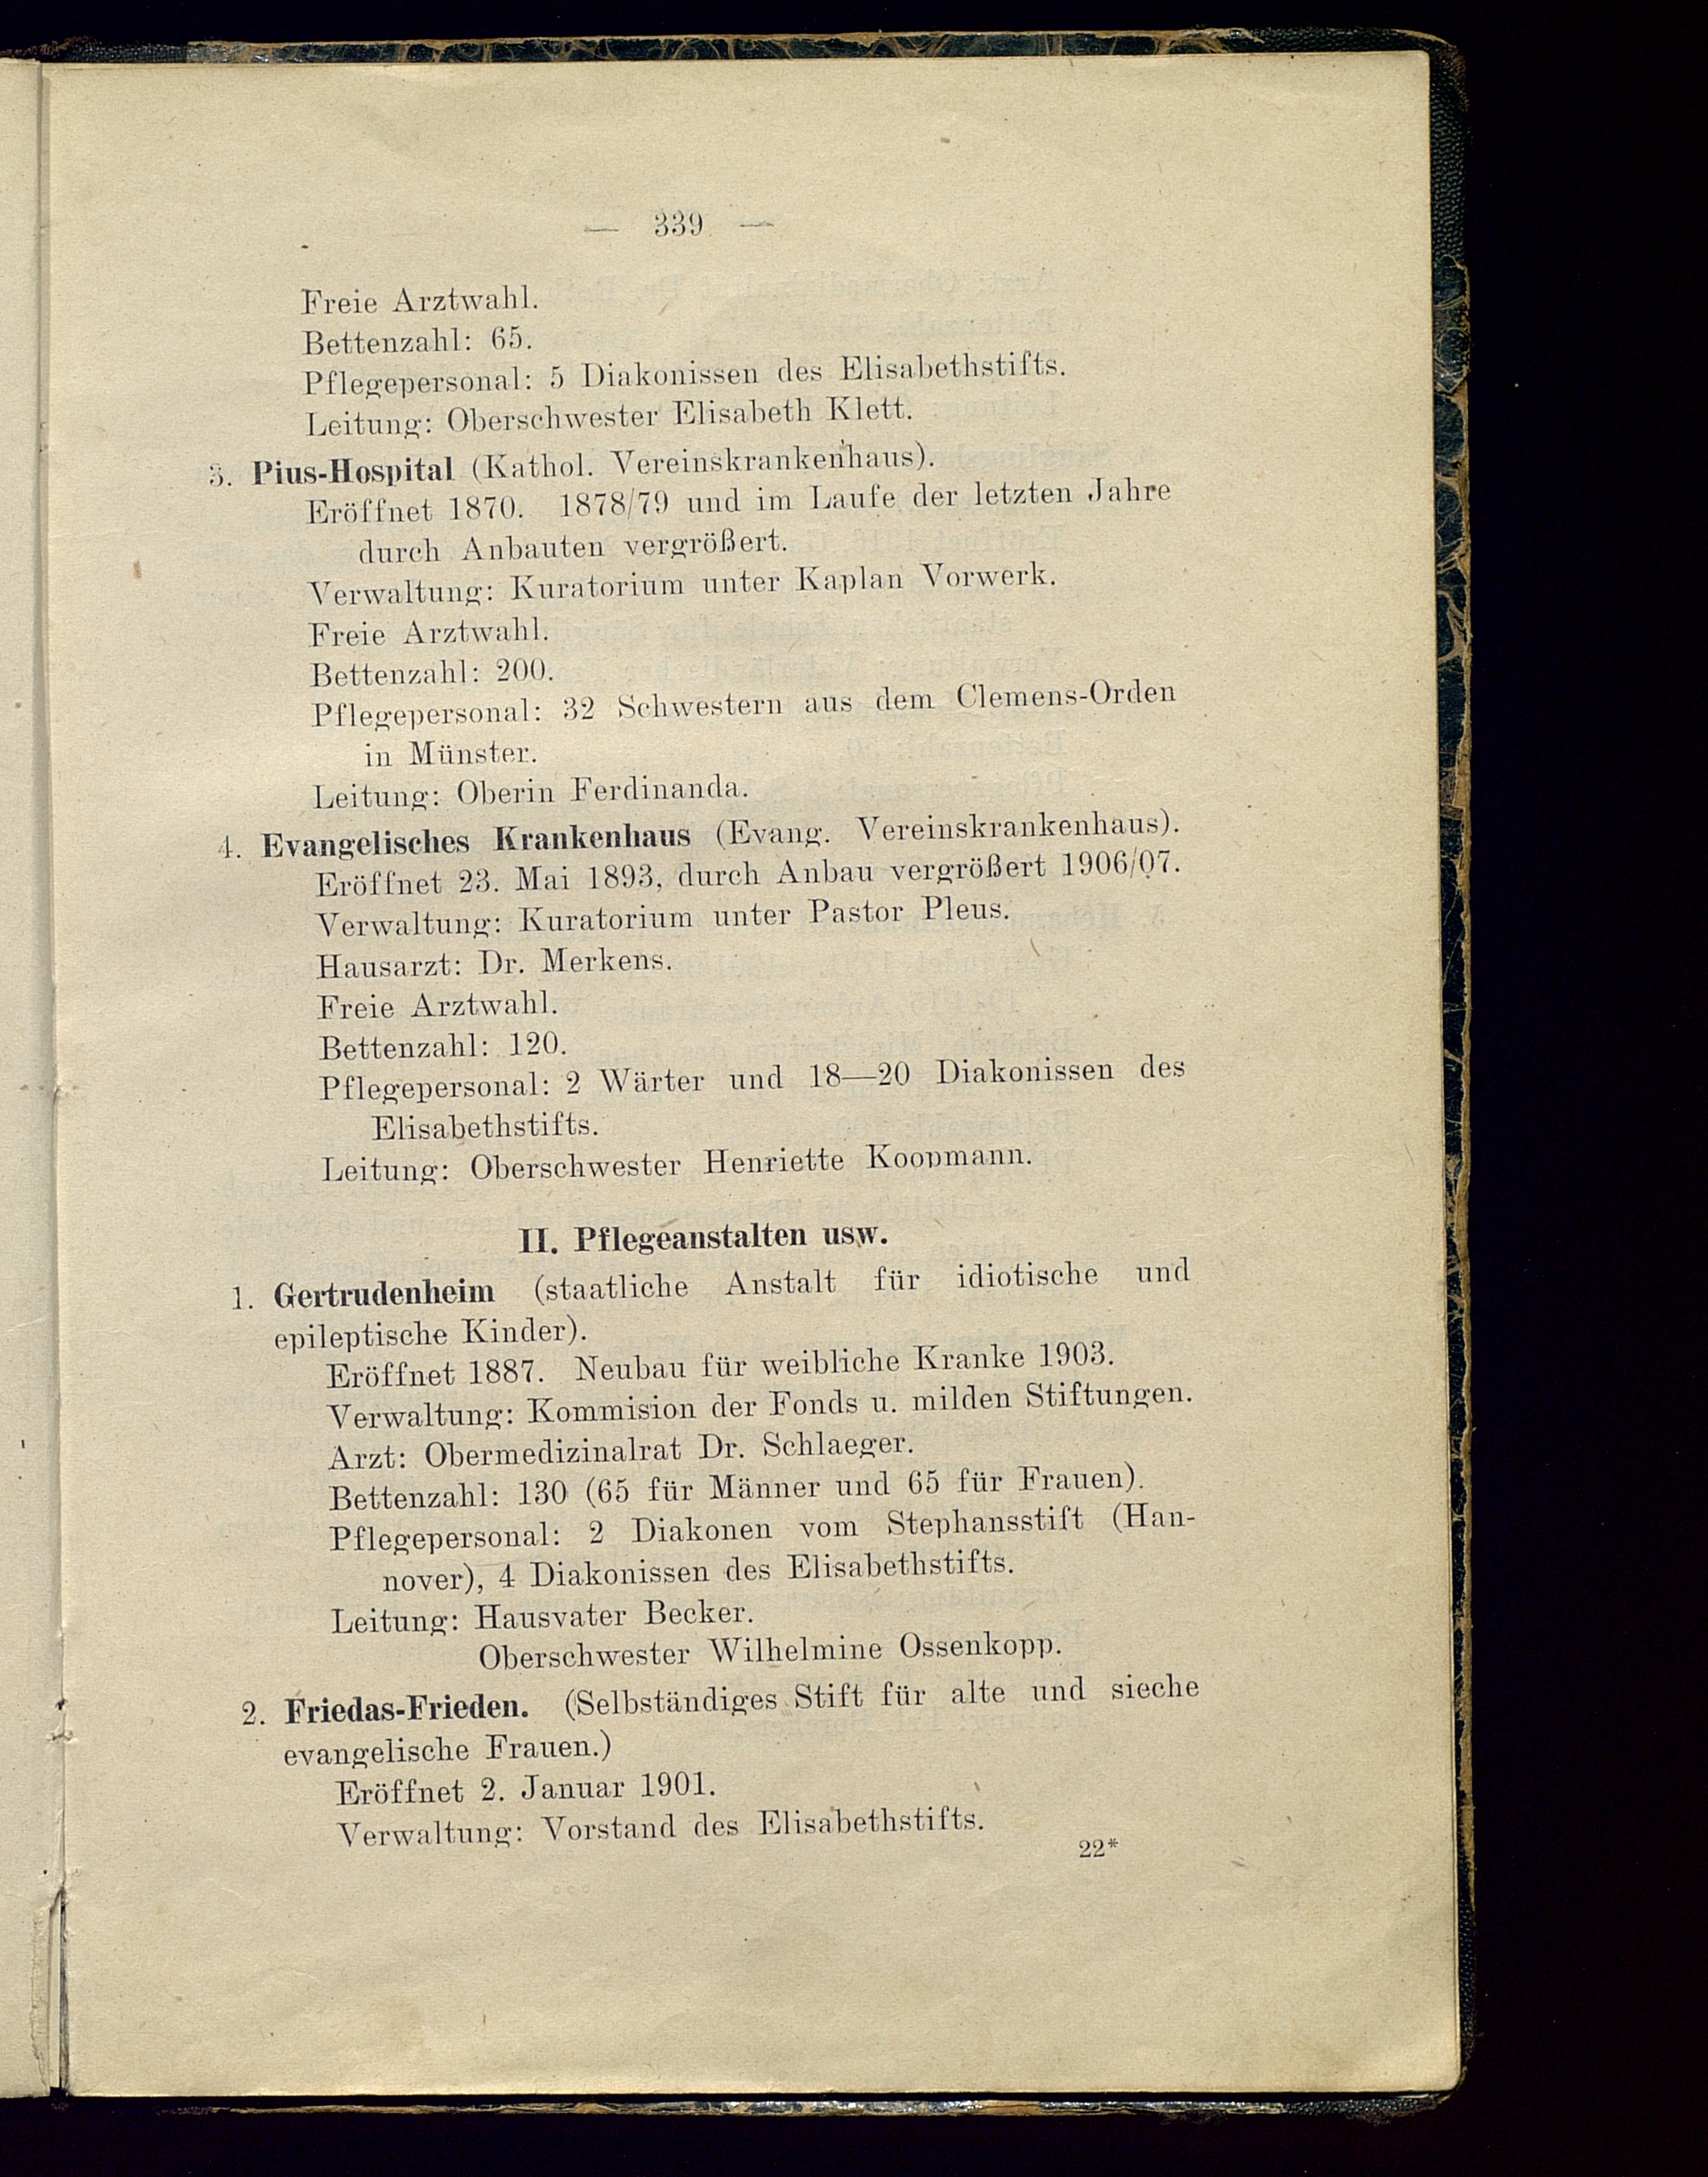 — 339 —
Freie Arztwahl.
Bettenzahl: 65.
Pflegepersonal: 5 Diakonissen des Elisabethstifts.
Leitung: Oberschwester Elisabeth Klett.
3. Pius-Hospital (Kathol. Vereinskrankenhaus).
Eröffnet 1870. 1878/79 und im Laufe der letzten Jahre
durch Anbauten vergrößert.
Verwaltung: Kuratorium unter Kaplan Vorwerk.
Freie Arztwahl.
Bettenzahl: 200.
Pflegepersonal: 32 Schwestern aus dem Clemens-Orden
in Münster.
Leitung: Oberin Ferdinanda.
4. Evangelisches Krankenhaus (Evang. Vereinskrankenhaus).
Eröffnet 23. Mai 1893, durch Anbau vergrößert 1906/07.
Verwaltung: Kuratorium unter Pastor Pleus.
Hausarzt: Dr. Merkens.
Freie Arztwahl.
Bettenzahl: 120.
Pflegepersonal: 2 Wärter und 18—20 Diakonissen des
Elisabethstifts.
Leitung: Oberschwester Henriette Koopmann.
II. Pflegeanstalten usw.
1. Gertrudenheim (staatliche Anstalt für idiotische und
epileptische Kinder).
Eröffnet 1887. Neubau für weibliche Kranke 1903.
Verwaltung: Kommision der Fonds u. milden Stiftungen.
Arzt: Obermedizinalrat Dr. Schlaeger.
Bettenzahl: 130 (65 für Männer und 65 für Frauen).
Pflegepersonal: 2 Diakonen vom Stephansstift (Han-
nover), 4 Diakonissen des Elisabethstifts.
Leitung: Hausvater Becker.
Oberschwester Wilhelmine Ossenkopp.
2. Friedas-Frieden. (Selbständiges Stift für alte und sieche
evangelische Frauen.)
Eröffnet 2. Januar 1901.
Verwaltung: Vorstand des Elisabethstifts.
22*